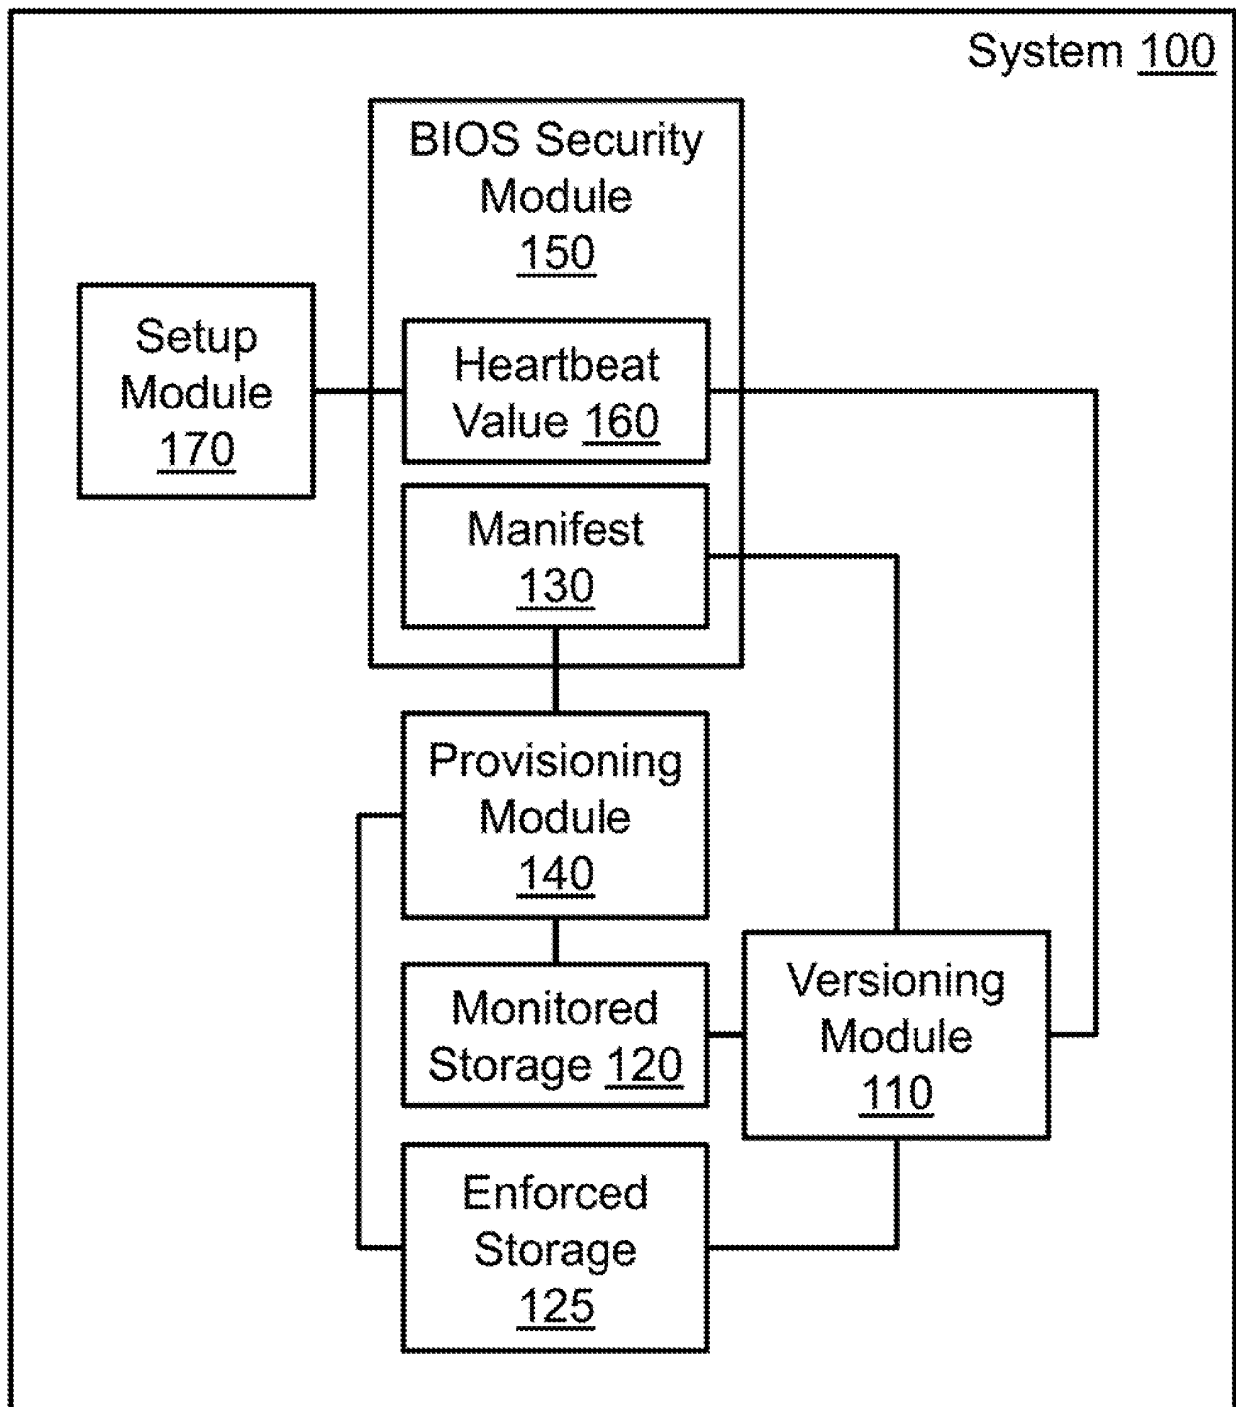 System 100
BIOS Security
Module
150
Setup
Module
170
Heartbeat
Value 160
Manifest
130
Provisioning
Module
140
Monitored
Storage 120
Versioning
Module
110
Enforced
Storage
125